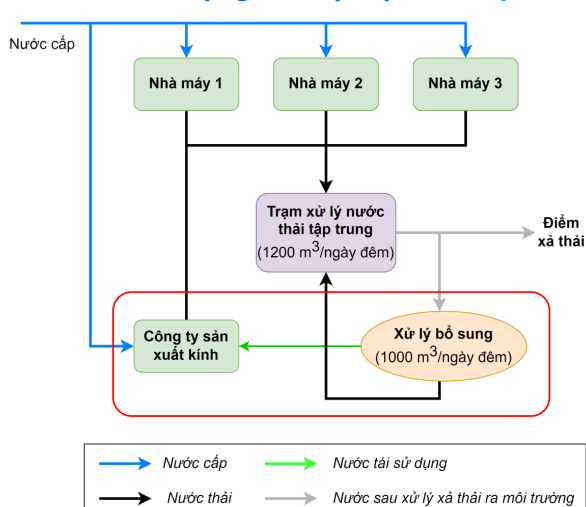 Nước cấp
Nhà máy 1
Nhà máy 2
Nhà máy 3
Trạm xử lý nước
thải tập trung
(1200 m³/ngày đêm)
Điểm
xả thải
Công ty sản
xuất kính
Xử lý bổ sung
(1000 m³/ngày đêm)
Nước cấp
Nước tái sử dụng
Nước thải
Nước sau xử lý xả thải ra môi trường